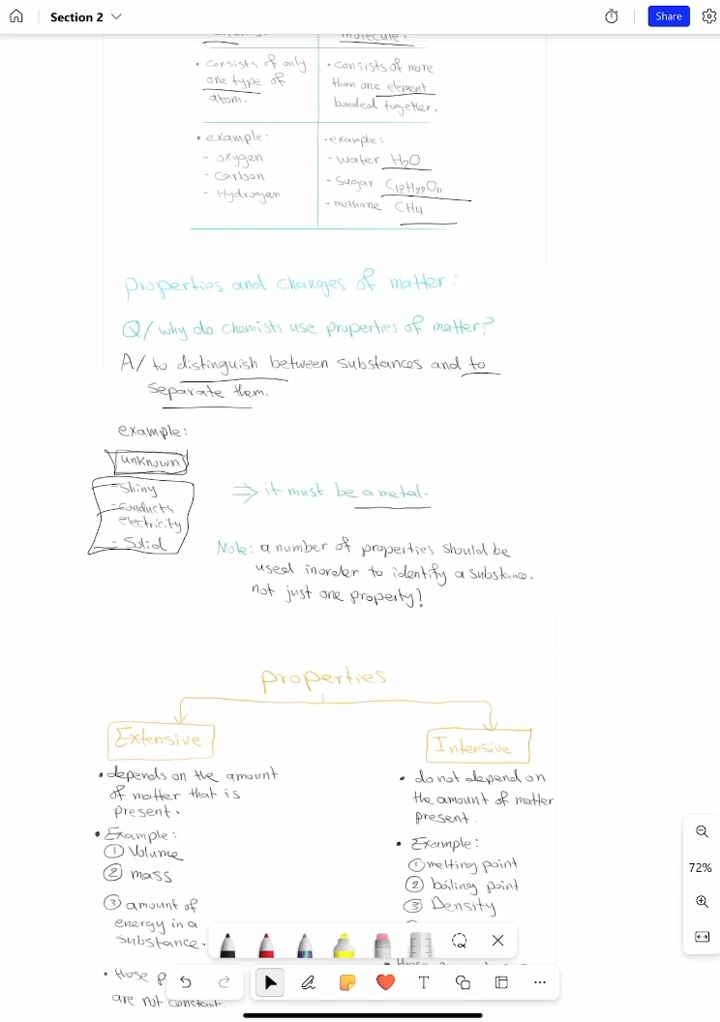 Section 2
Share
molecule.
• consists of only
one type of
atom.
• consists of more
than one element
bonded together.
• example:
- oxygen
- Carbon
- Hydrogen
• example:
- water H₂O
- Sugar C₁₂H₂₂O₁₁
- methane CH₄
properties and changes of matter:
Q/ why do chemists use properties of matter?
A/ to distinguish between substances and to
separate them.
example:
unknown
- Shiny
- Conducts
electricity
- Solid
⇒ it must be a metal.
Note: a number of properties should be
used inorder to identify a substance.
not just one property!
properties
Extensive
• depends on the amount
of matter that is
present.
• Example:
① Volume
② mass
③ amount of
energy in a
substance.
• those p
are not constant.
Intensive
• do not depend on
the amount of matter
present.
• Example:
① melting point
② boiling point
③ Density
72%
T